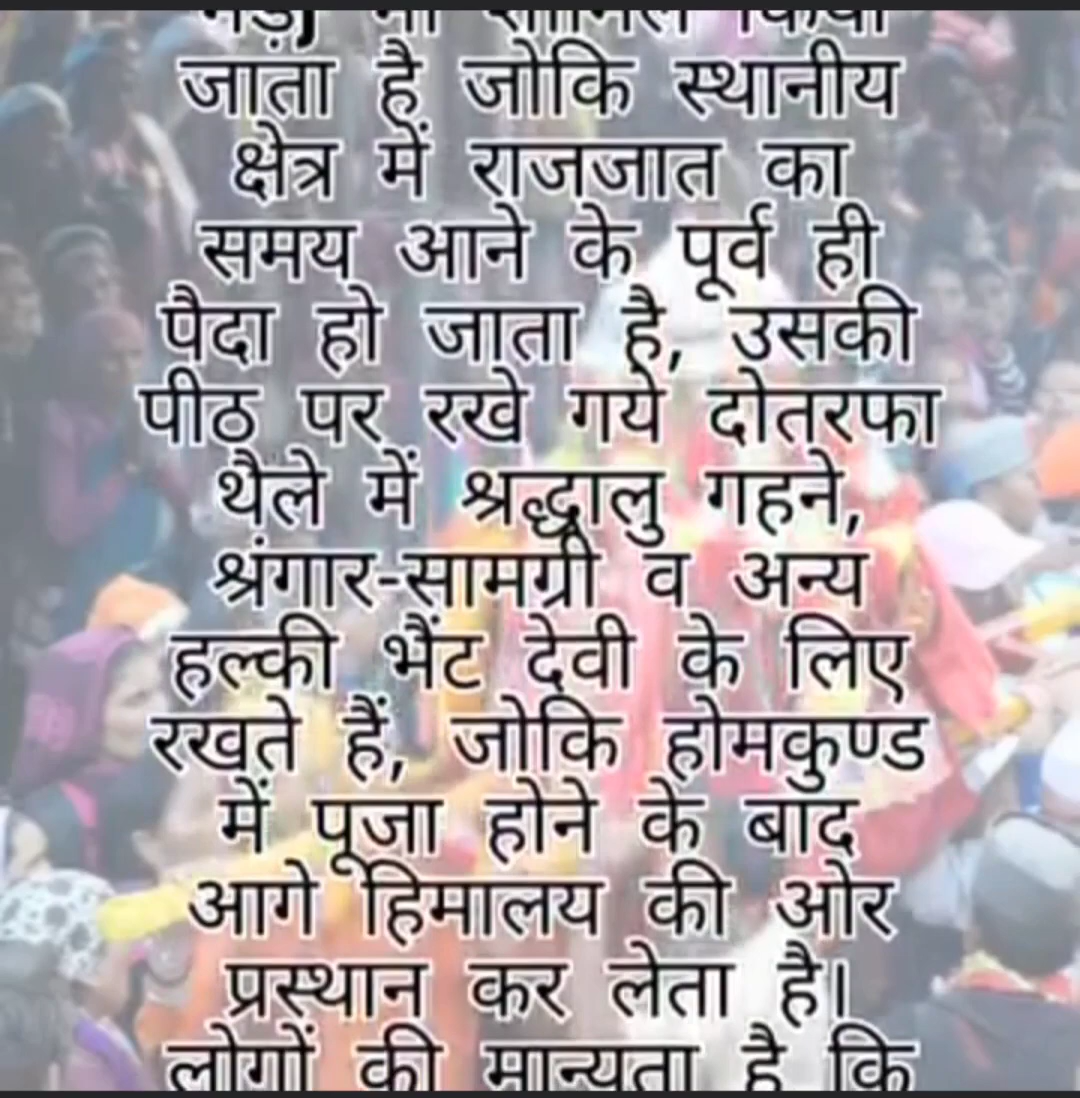 जाता है जोकि स्थानीय
क्षेत्र में राजजात का
समय आने के पूर्व ही
पैदा हो जाता है, उसकी
पीठ पर रखे गये दोतरफा
थैले में श्रद्धालु गहने,
श्रंगार-सामग्री व अन्य
हल्की भैंट देवी के लिए
रखते हैं, जोकि होमकुण्ड
में पूजा होने के बाद
आगे हिमालय की ओर
प्रस्थान कर लेता है।
लोगों की मान्यता है कि